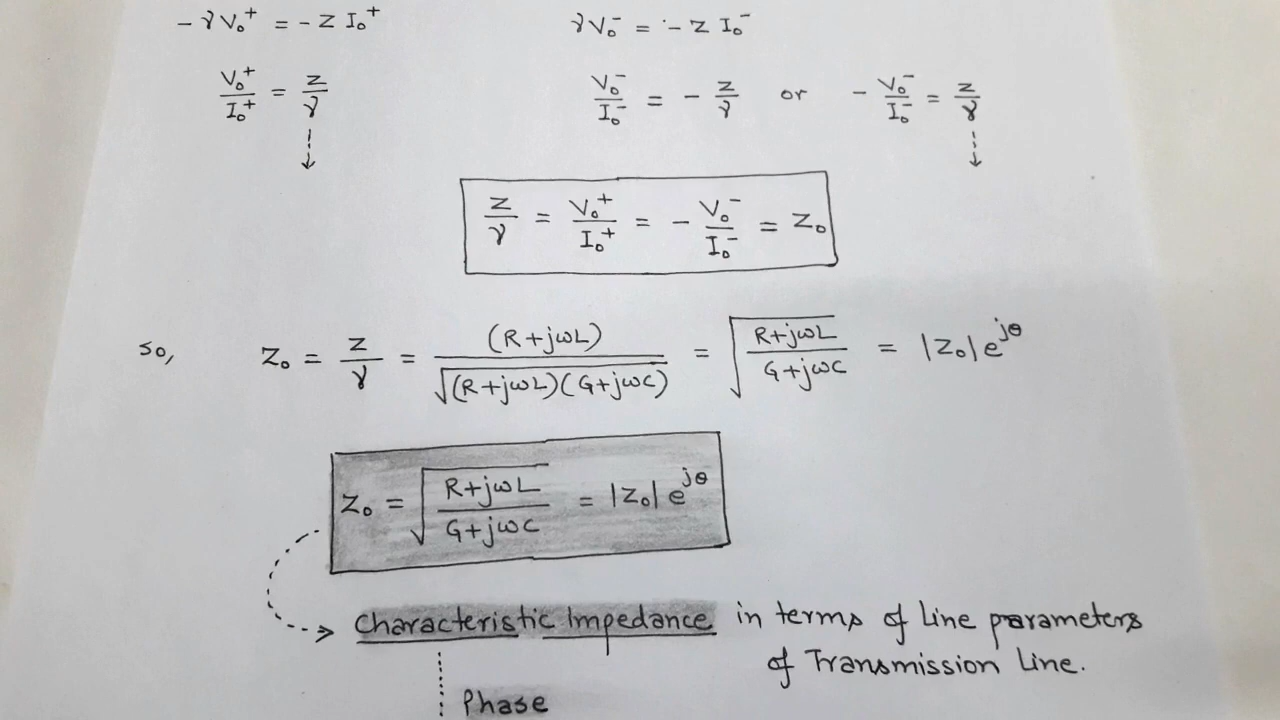 -γV₀⁺ = -Z I₀⁺    γV₀⁻ = -Z I₀⁻
V₀⁺/I₀⁺ = Z/γ    V₀⁻/I₀⁻ = - Z/γ or - V₀⁻/I₀⁻ = Z/γ
Z/γ = V₀⁺/I₀⁺ = - V₀⁻/I₀⁻ = Z₀
so, Z₀ = Z/γ = (R+jωL)/√((R+jωL)(G+jωC)) = √((R+jωL)/(G+jωC)) = |Z₀|e^jθ
Z₀ = √((R+jωL)/(G+jωC)) = |Z₀| e^jθ
Characteristic Impedance in terms of Line parameters
of Transmission Line.
Phase